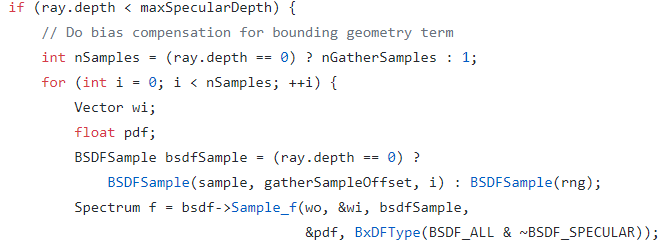 if (ray.depth < maxSpecularDepth) {
    // Do bias compensation for bounding geometry term
    int nSamples = (ray.depth == 0) ? nGatherSamples : 1;
    for (int i = 0; i < nSamples; ++i) {
        Vector wi;
        float pdf;
        BSDFSample bsdfSample = (ray.depth == 0) ?
            BSDFSample(sample, gatherSampleOffset, i) : BSDFSample(rng);
        Spectrum f = bsdf->Sample_f(wo, &wi, bsdfSample,
                                    &pdf, BxDFType(BSDF_ALL & ~BSDF_SPECULAR));